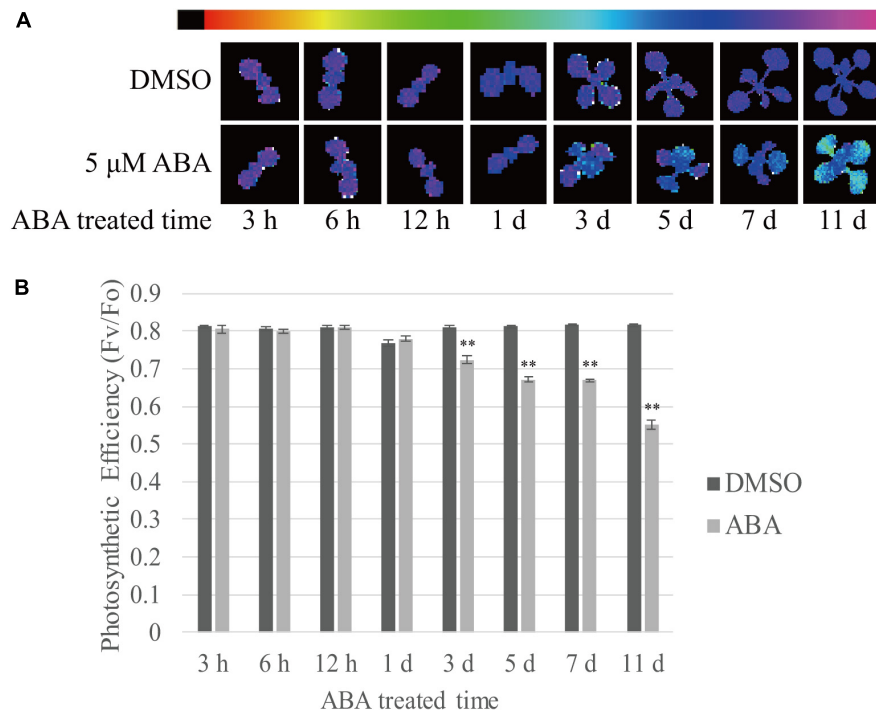 A
DMSO
5 μM ABA
ABA treated time 3 h 6 h 12 h 1 d 3 d 5 d 7 d 11 d
B
Photosynthetic Efficiency (Fv/Fo)
0.9
0.8
0.7
0.6
0.5
0.4
0.3
0.2
0.1
0
** ** ** **
DMSO
ABA
3 h 6 h 12 h 1 d 3 d 5 d 7 d 11 d
ABA treated time